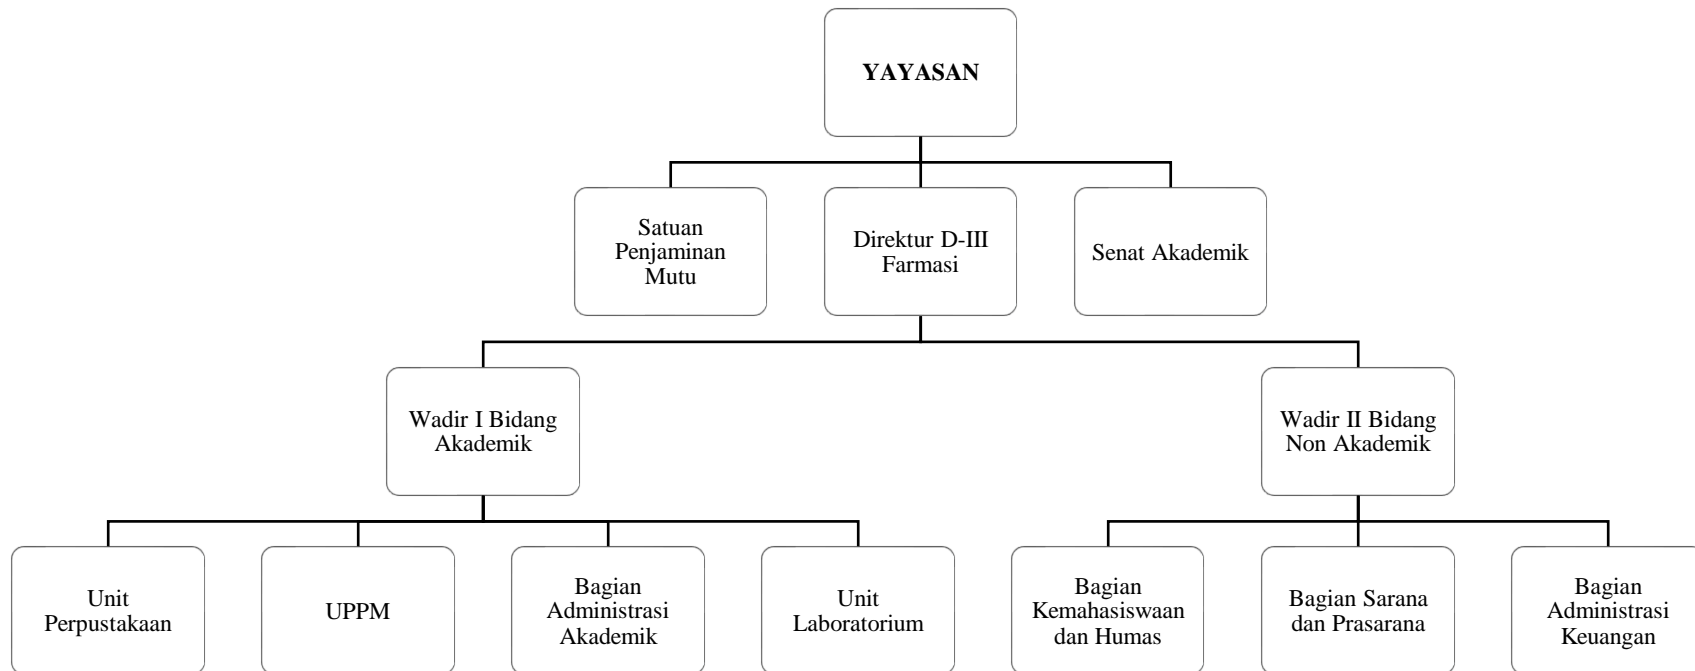 YAYASAN
Satuan
Penjaminan
Mutu
Direktur D-III
Farmasi
Senat Akademik
Wadir I Bidang
Akademik
Wadir II Bidang
Non Akademik
Unit
Perpustakaan
UPPM
Bagian
Administrasi
Akademik
Unit
Laboratorium
Bagian
Kemahasiswaan
dan Humas
Bagian Sarana
dan Prasarana
Bagian
Administrasi
Keuangan